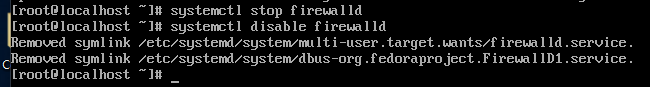 [root@localhost ~]# systemctl stop firewalld
[root@localhost ~]# systemctl disable firewalld
Removed symlink /etc/systemd/system/multi-user.target.wants/firewalld.service.
Removed symlink /etc/systemd/system/dbus-org.fedoraproject.FirewallD1.service.
[root@localhost ~]# _